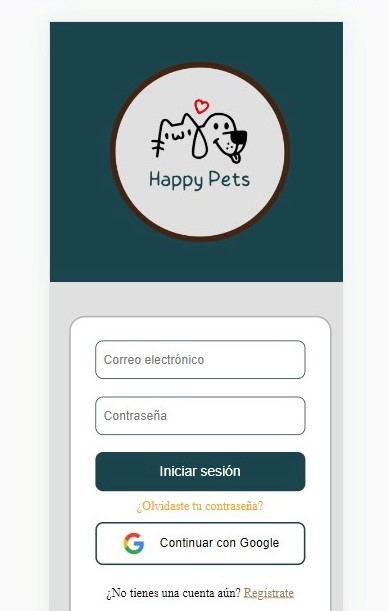 Happy Pets
Correo electrónico
Contraseña
Iniciar sesión
¿Olvidaste tu contraseña?
Continuar con Google
¿No tienes una cuenta aún? Regístrate